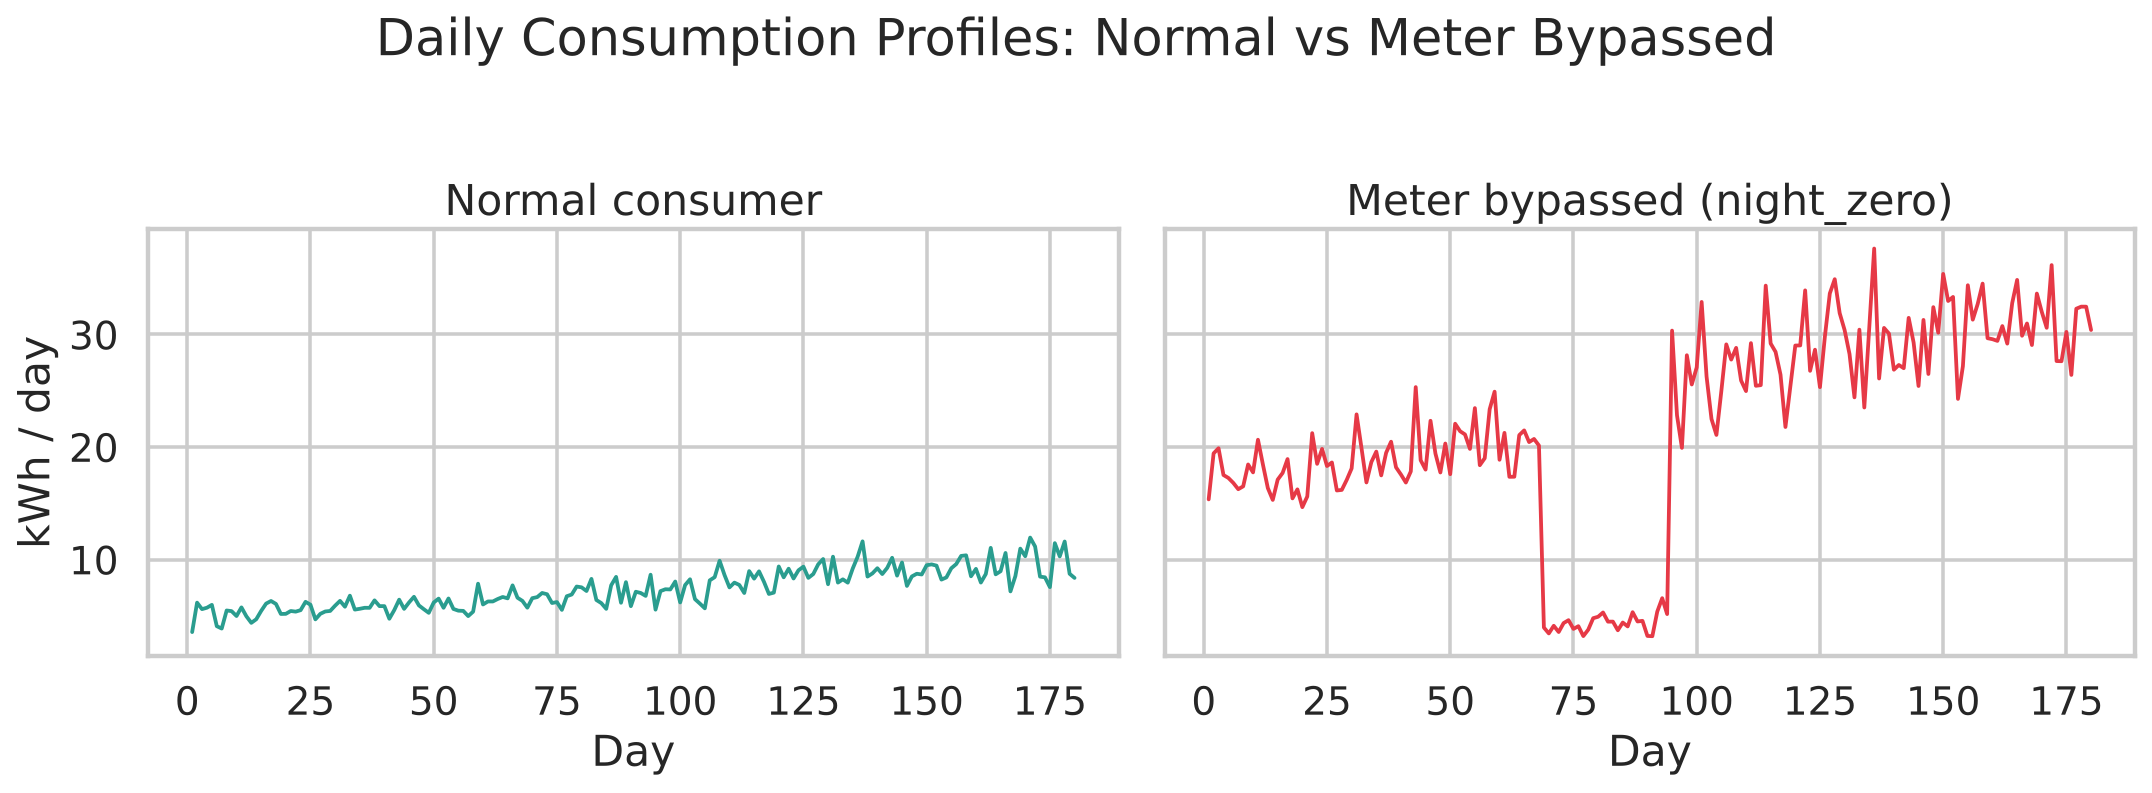 Daily Consumption Profiles: Normal vs Meter Bypassed
Normal consumer
Meter bypassed (night_zero)
kWh / day
30
20
10
0 25 50 75 100 125 150 175
0 25 50 75 100 125 150 175
Day
Day